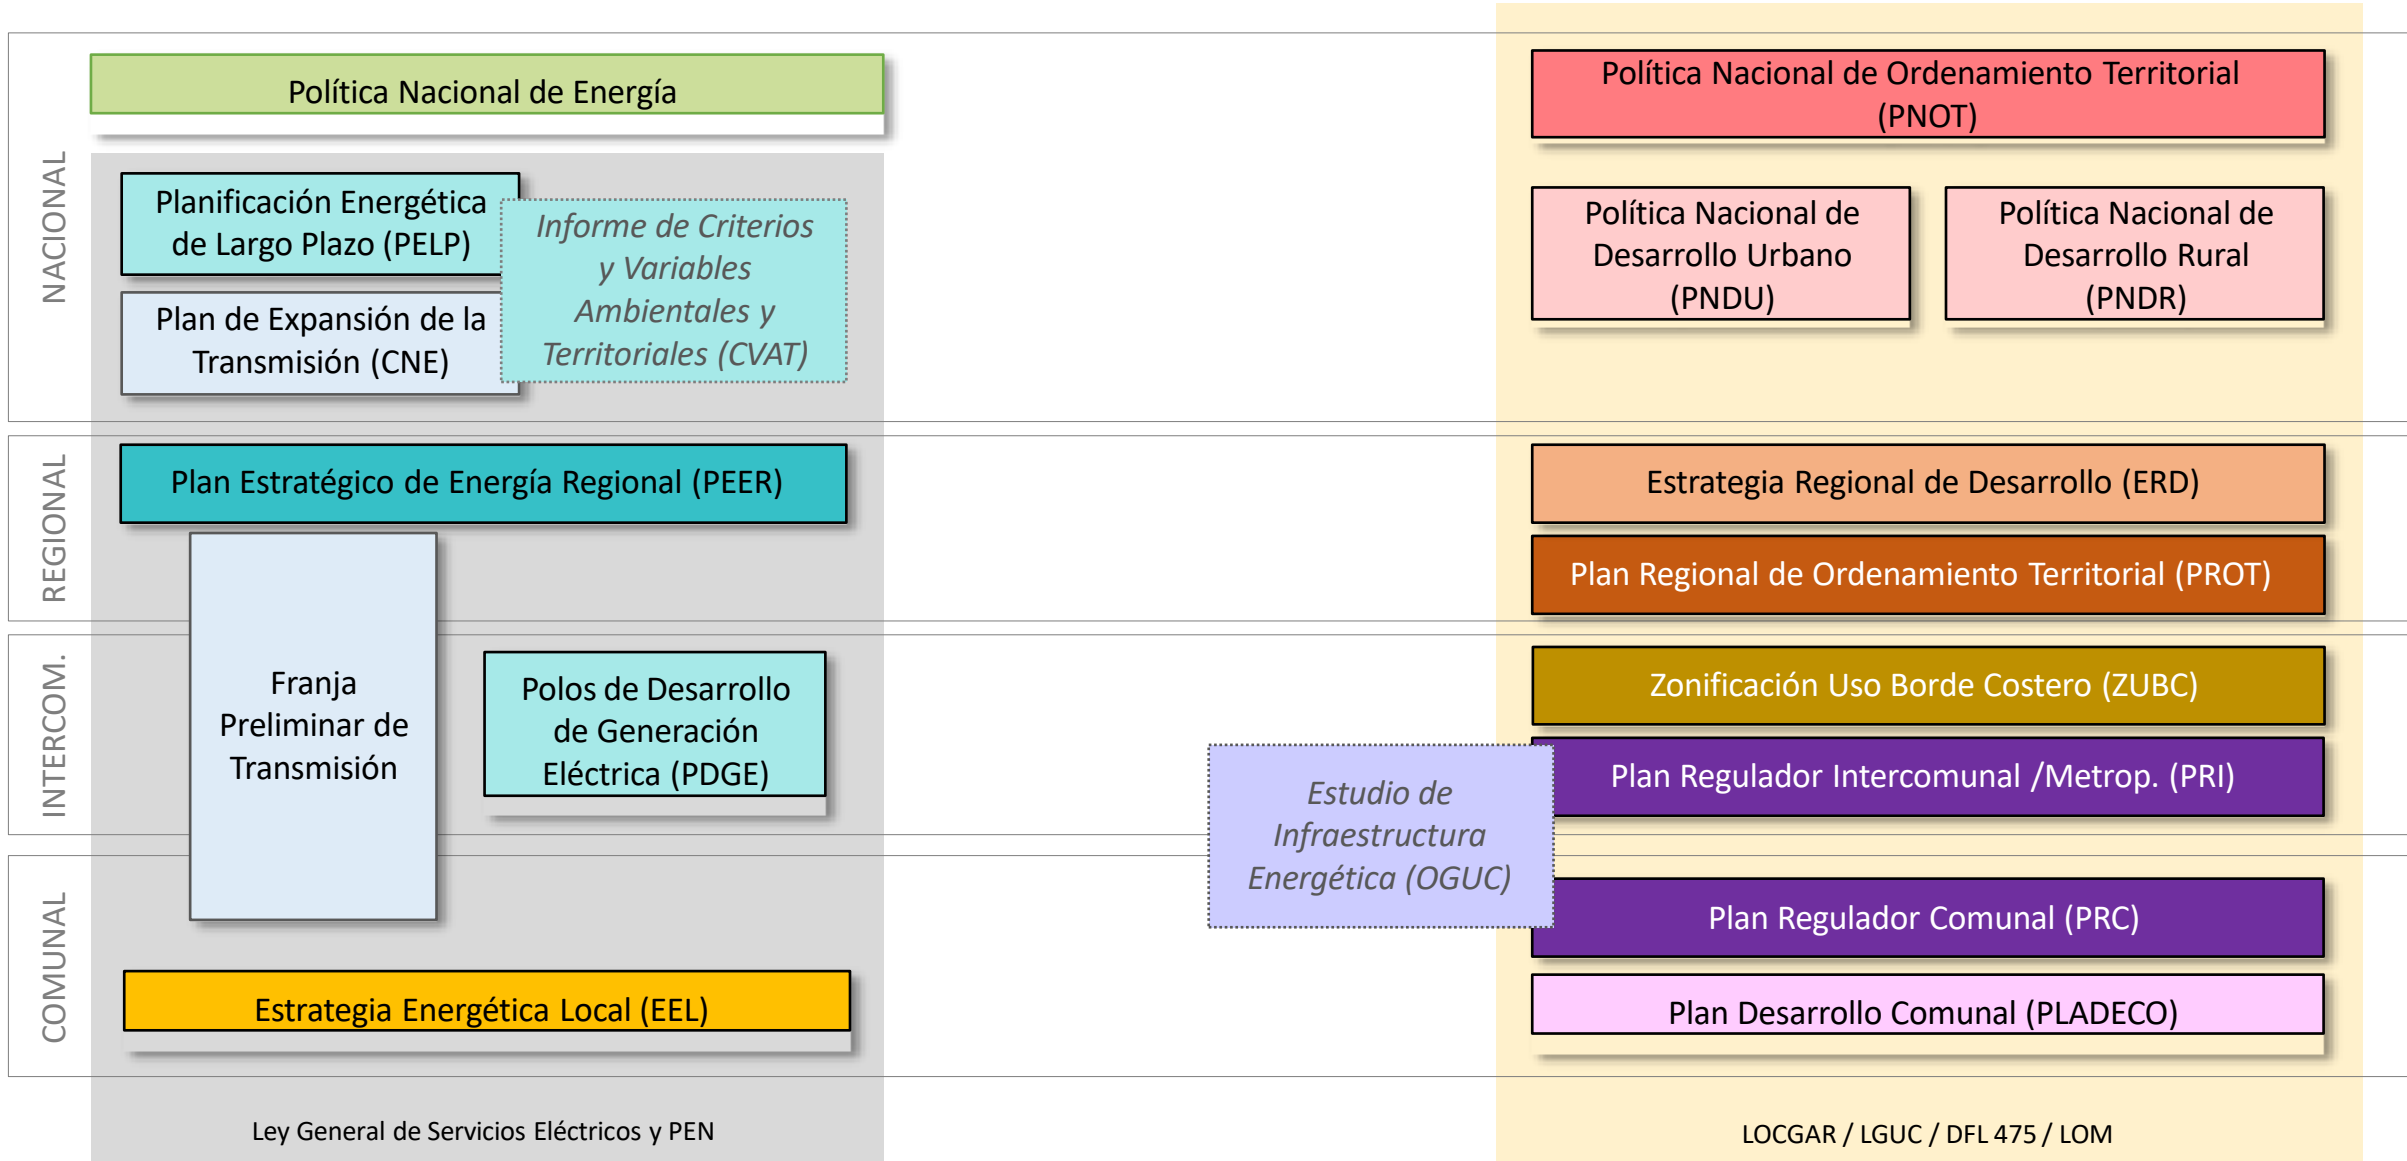 NACIONAL
Política Nacional de Energía
Planificación Energética
de Largo Plazo (PELP)
Plan de Expansión de la
Transmisión (CNE)
Informe de Criterios
y Variables
Ambientales y
Territoriales (CVAT)
Política Nacional de Ordenamiento Territorial
(PNOT)
Política Nacional de
Desarrollo Urbano
(PNDU)
Política Nacional de
Desarrollo Rural
(PNDR)
REGIONAL
Plan Estratégico de Energía Regional (PEER)
Estrategia Regional de Desarrollo (ERD)
Plan Regional de Ordenamiento Territorial (PROT)
INTERCOM.
Franja
Preliminar de
Transmisión
Polos de Desarrollo
de Generación
Eléctrica (PDGE)
Zonificación Uso Borde Costero (ZUBC)
Plan Regulador Intercomunal /Metrop. (PRI)
Estudio de
Infraestructura
Energética (OGUC)
COMUNAL
Plan Regulador Comunal (PRC)
Estrategia Energética Local (EEL)
Plan Desarrollo Comunal (PLADECO)
Ley General de Servicios Eléctricos y PEN
LOCGAR / LGUC / DFL 475 / LOM